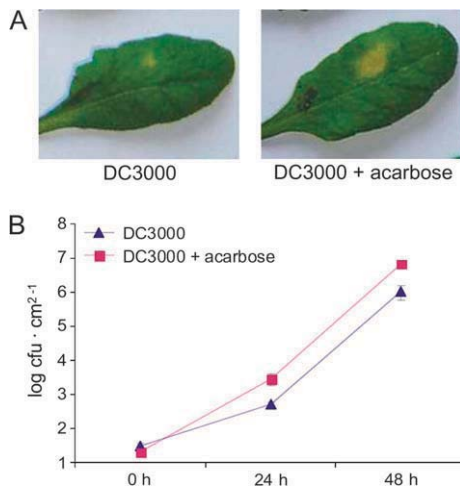 A
DC3000
DC3000 + acarbose
B
DC3000
DC3000 + acarbose
log cfu · cm² ⁻¹
8
7
6
5
4
3
2
1
0 h
24 h
48 h